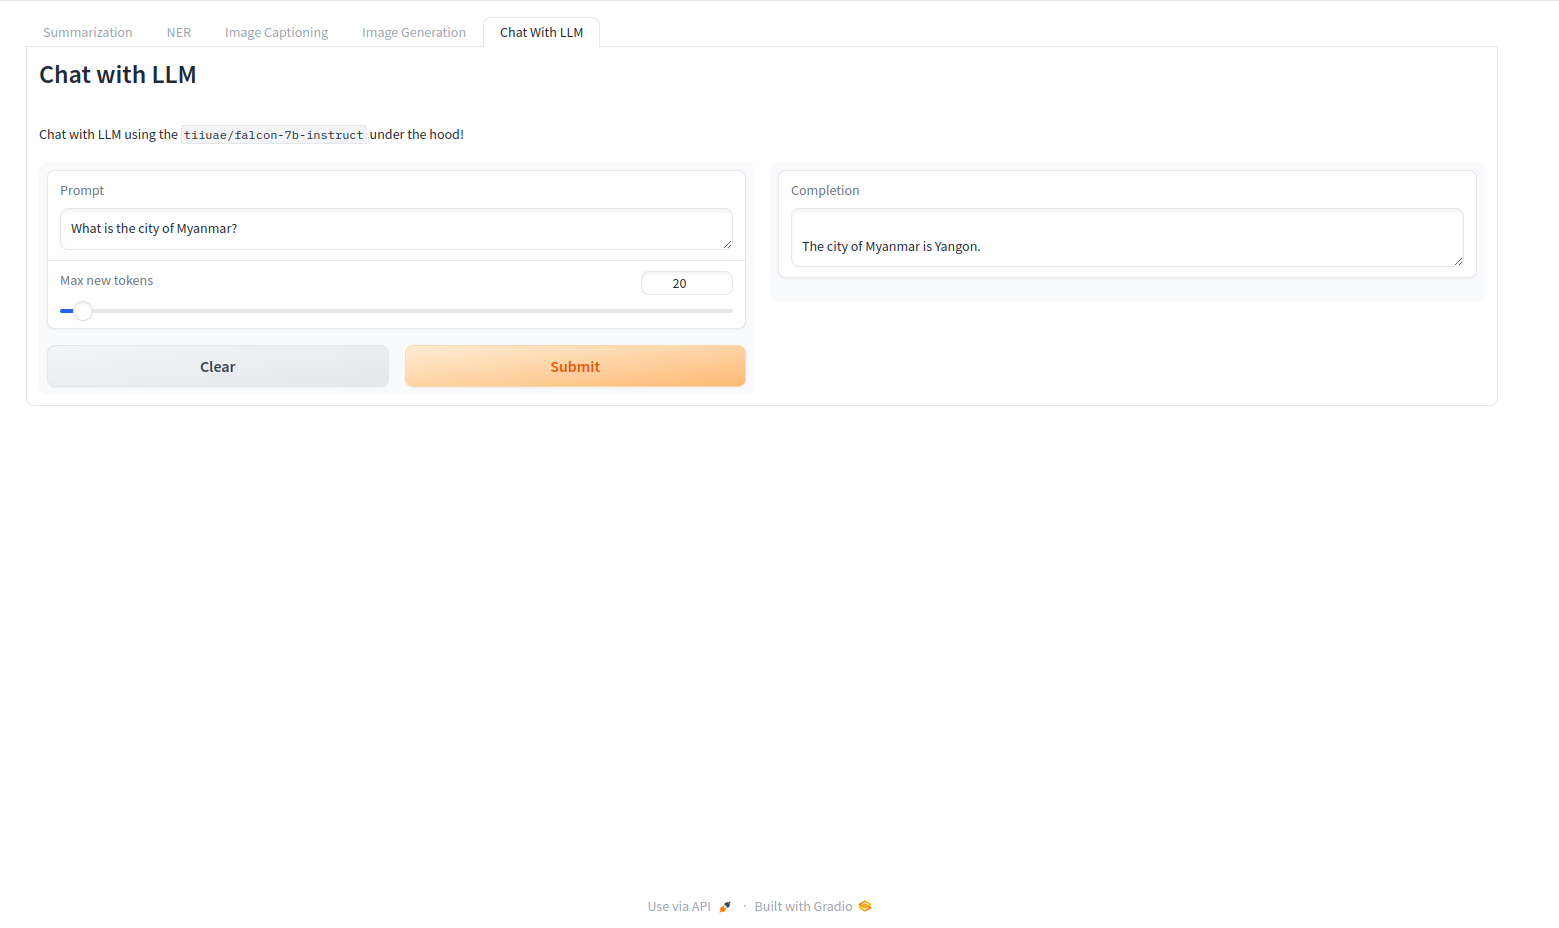 Summarization NER Image Captioning Image Generation Chat With LLM
Chat with LLM
Chat with LLM using the tiiuae/falcon-7b-instruct under the hood!
Prompt
What is the city of Myanmar?
Max new tokens
20
Clear
Submit
Completion
The city of Myanmar is Yangon.
Use via API 🚀 · Built with Gradio